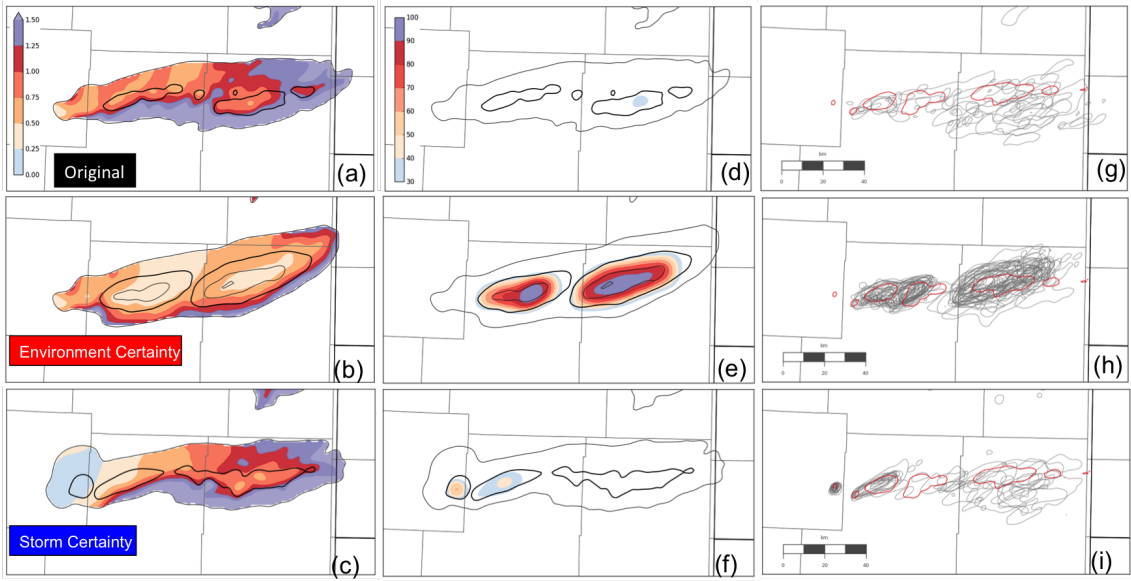 1.50
1.25
1.00
0.75
0.50
0.25
0.00
Original
(a)
100
90
80
70
60
50
40
30
(d)
km
0 20 40
(g)
Environment Certainty
(b)
(e)
km
0 20 40
(h)
Storm Certainty
(c)
(f)
km
0 20 40
(i)